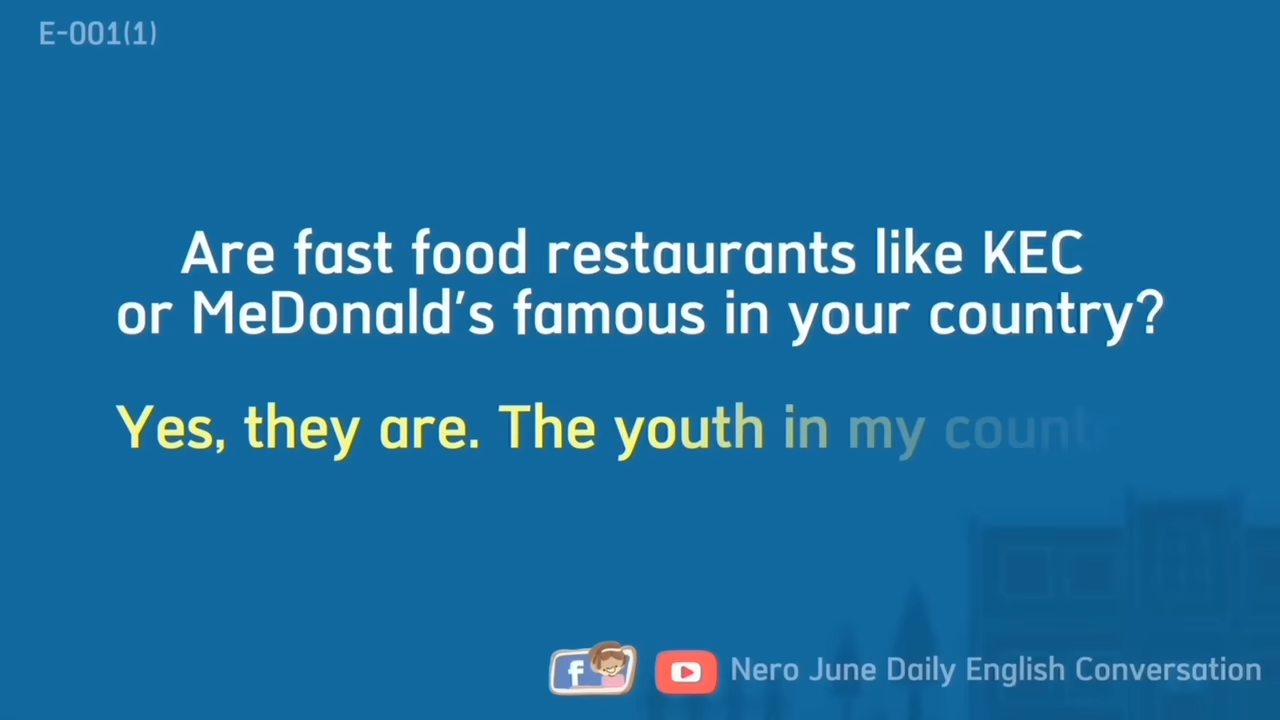 E-001(1)
Are fast food restaurants like KEC
or MeDonald's famous in your country?
Yes, they are. The youth in my
f
Nero June Daily English Conversation